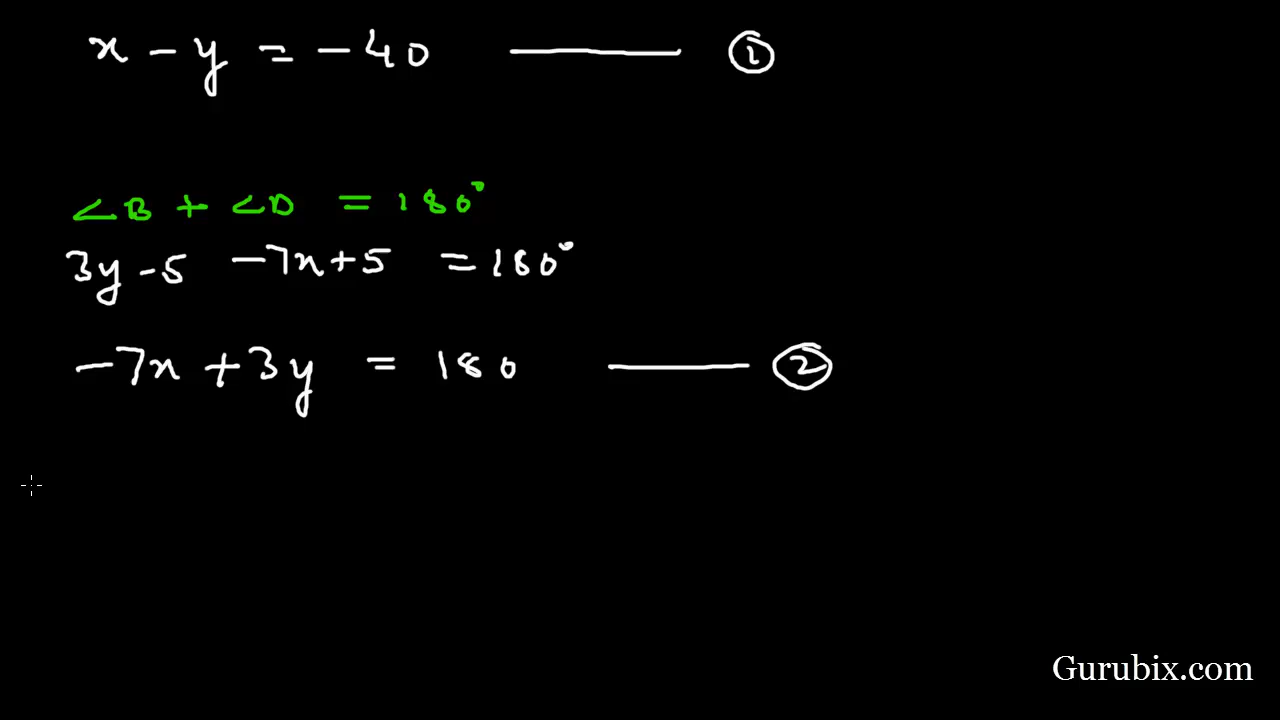 x - y = - 40 ——— ①
∠B + ∠D = 180°
3y - 5 - 7x + 5 = 180°
- 7x + 3y = 180 ——— ②
Gurubix.com